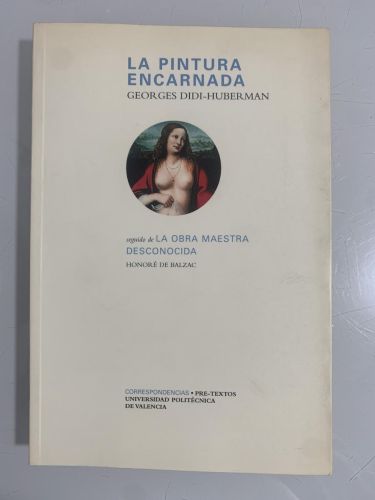 LA PINTURA
ENCARNADA
GEORGES DIDI-HUBERMAN
seguido de LA OBRA MAESTRA
DESCONOCIDA
HONORÉ DE BALZAC
CORRESPONDENCIAS • PRE-TEXTOS
UNIVERSIDAD POLITÉCNICA
DE VALENCIA